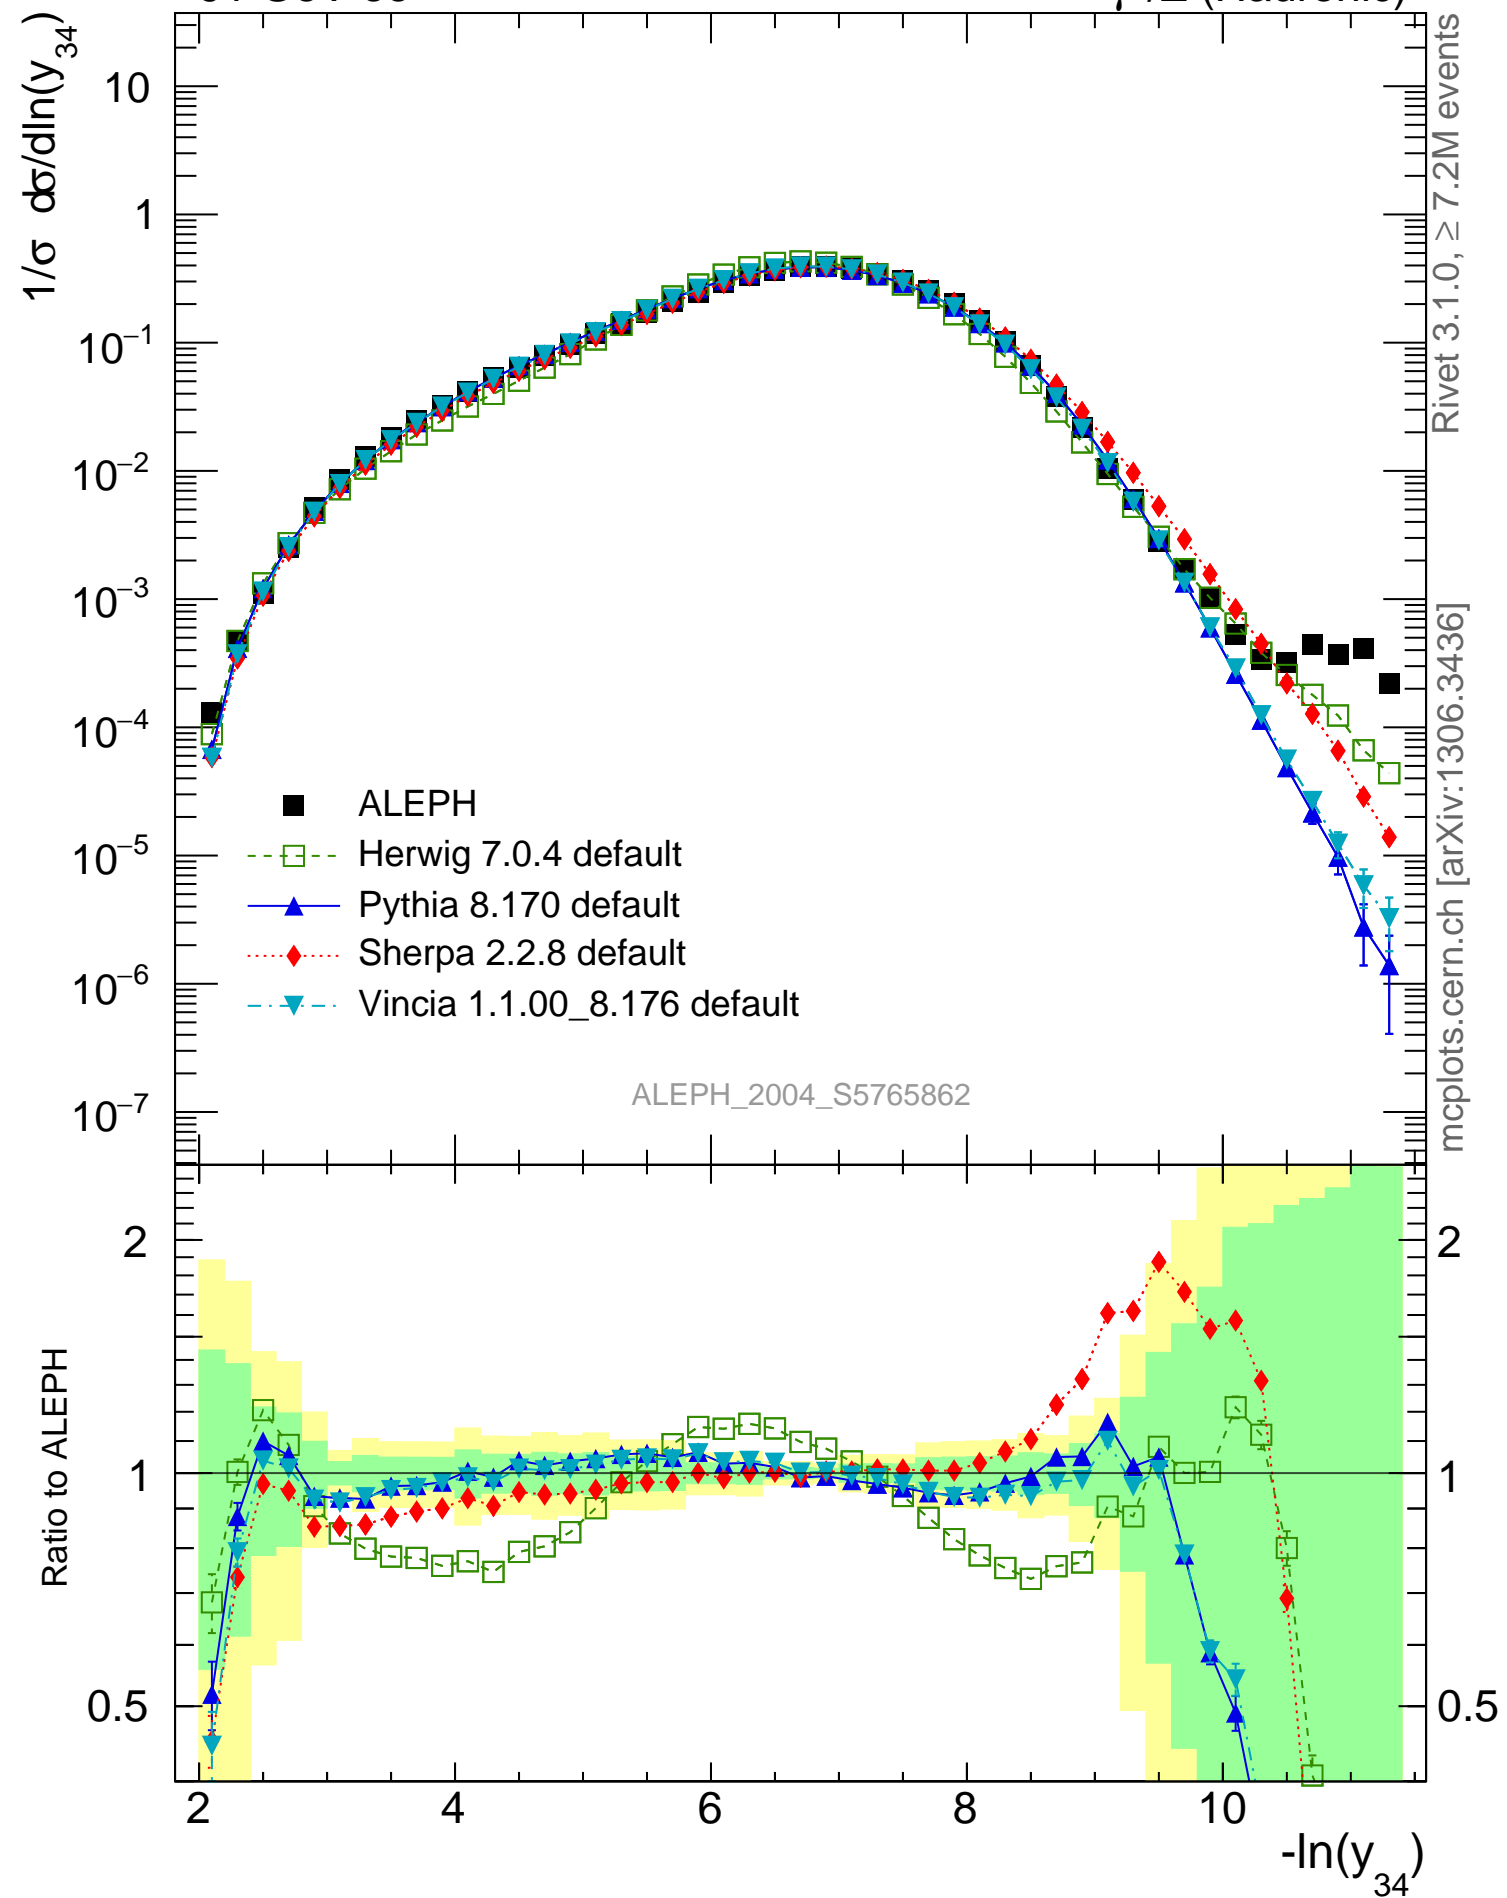 1/σ dσ/dln(y34)
10
1
10−1
10−2
10−3
10−4
10−5
10−6
10−7
ALEPH
Herwig 7.0.4 default
Pythia 8.170 default
Sherpa 2.2.8 default
Vincia 1.1.00_8.176 default
ALEPH_2004_S5765862
Rivet 3.1.0, ≥ 7.2M events
mcplots.cern.ch [arXiv:1306.3436]
Ratio to ALEPH
2
1
0.5
2
1
0.5
2 4 6 8 10
-ln(y34)